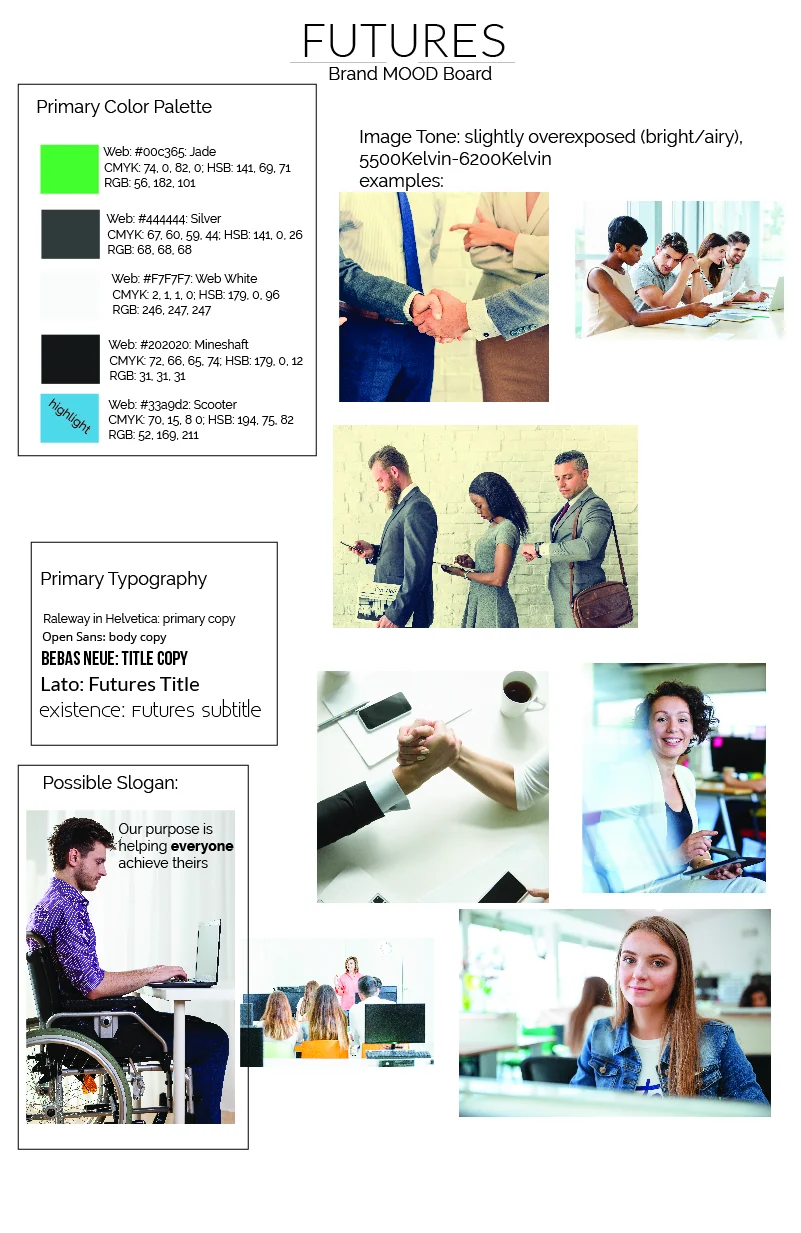 FUTURES
Brand MOOD Board
Primary Color Palette
Web: #00c365: Jade
CMYK: 74, 0, 82, 0; HSB: 141, 69, 71
RGB: 56, 182, 101
Web: #444444: Silver
CMYK: 67, 60, 59, 44; HSB: 141, 0, 26
RGB: 68, 68, 68
Web: #F7F7F7: Web White
CMYK: 2, 1, 1, 0; HSB: 179, 0, 96
RGB: 246, 247, 247
Web: #202020: Mineshaft
CMYK: 72, 66, 65, 74; HSB: 179, 0, 12
RGB: 31, 31, 31
highlight
Web: #33a9d2: Scooter
CMYK: 70, 15, 8 0; HSB: 194, 75, 82
RGB: 52, 169, 211
Image Tone: slightly overexposed (bright/airy),
5500Kelvin-6200Kelvin
examples:
Primary Typography
Raleway in Helvetica: primary copy
Open Sans: body copy
BEBAS NEUE: TITLE COPY
Lato: Futures Title
existence: Futures subtitle
Possible Slogan:
Our purpose is
helping everyone
achieve theirs